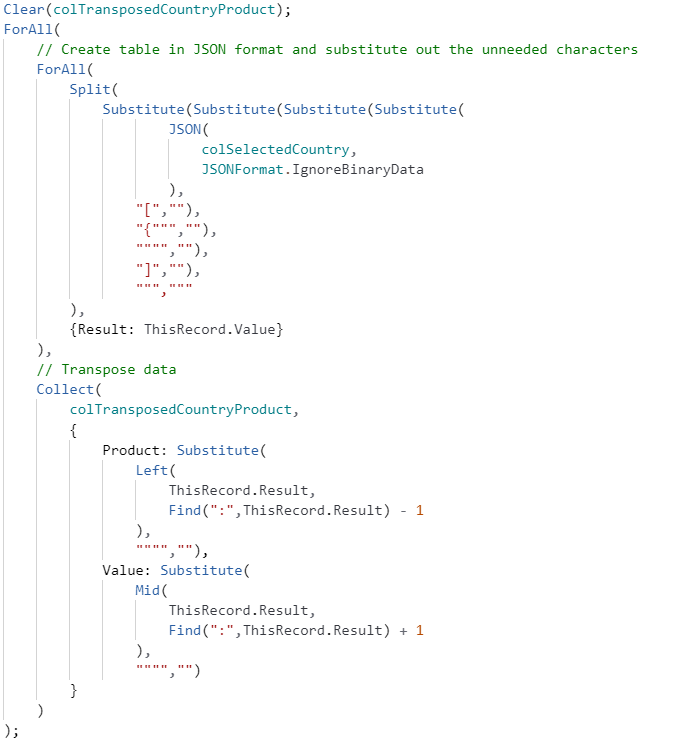 Clear(colTransposedCountryProduct);
ForAll(
    // Create table in JSON format and substitute out the unneeded characters
    ForAll(
        Split(
            Substitute(Substitute(Substitute(Substitute(
                    JSON(
                        colSelectedCountry,
                        JSONFormat.IgnoreBinaryData
                    ),
                "[",""),
                "{""",""),
                """",""),
                "]",""),
                ""","""
        ),
        {Result: ThisRecord.Value}
    ),
    // Transpose data
    Collect(
        colTransposedCountryProduct,
        {
            Product: Substitute(
                Left(
                    ThisRecord.Result,
                    Find(":",ThisRecord.Result) - 1
                ),
                """",""),
            Value: Substitute(
                Mid(
                    ThisRecord.Result,
                    Find(":",ThisRecord.Result) + 1
                ),
                """","")
        }
    )
);